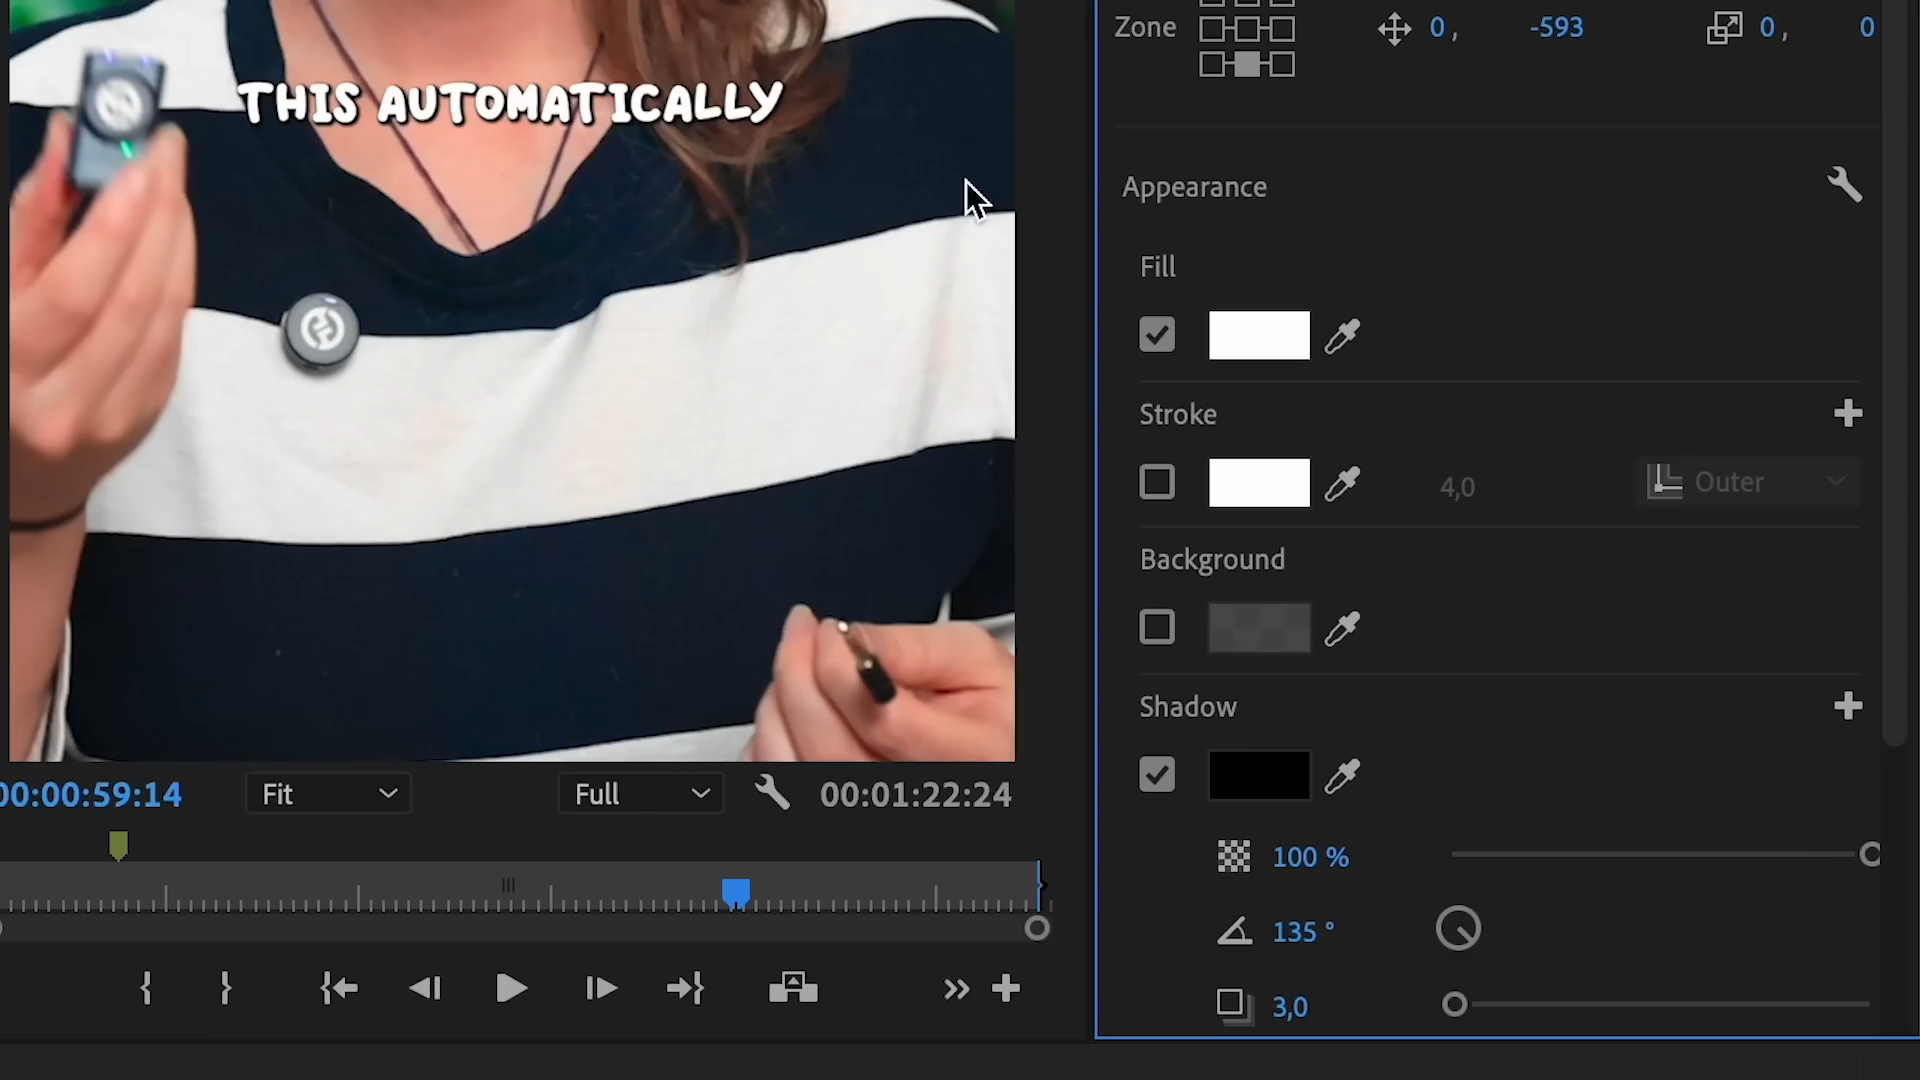 Zone
0 , -593
0 , 0
THIS AUTOMATICALLY
Appearance
Fill
Stroke
4,0
Outer
Background
Shadow
00:00:59:14
Fit
Full
00:01:22:24
100 %
135 °
3,0